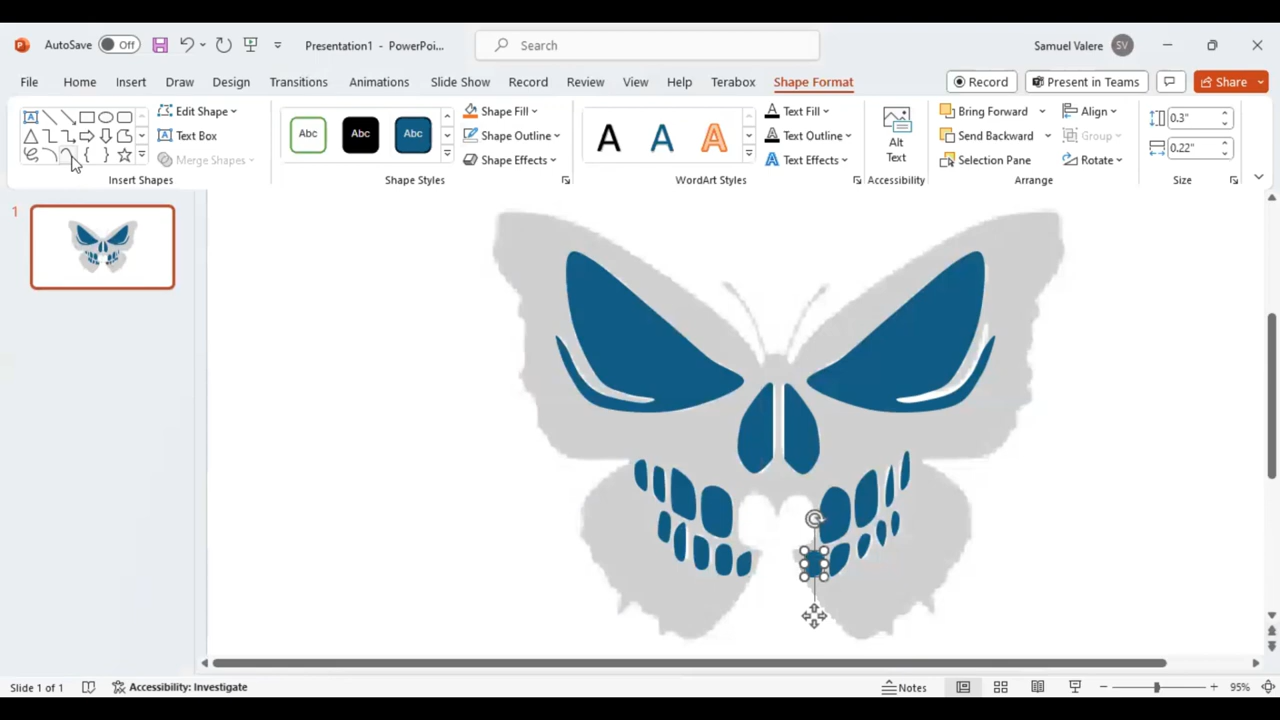 AutoSave Off Presentation1 - PowerPoi... Search Samuel Valere SV
File Home Insert Draw Design Transitions Animations Slide Show Record Review View Help Terabox Shape Format Record Present in Teams Share
Abc Abc Abc
A A A
A
Edit Shape
Text Box
Merge Shapes
Shape Fill
Shape Outline
Shape Effects
Text Fill
Text Outline
Text Effects
Alt
Text
Bring Forward
Send Backward
Selection Pane
Align
Group
Rotate
0.3"
0.22"
Insert Shapes Shape Styles WordArt Styles Accessibility Arrange Size
1
Slide 1 of 1 Accessibility: Investigate Notes 95%